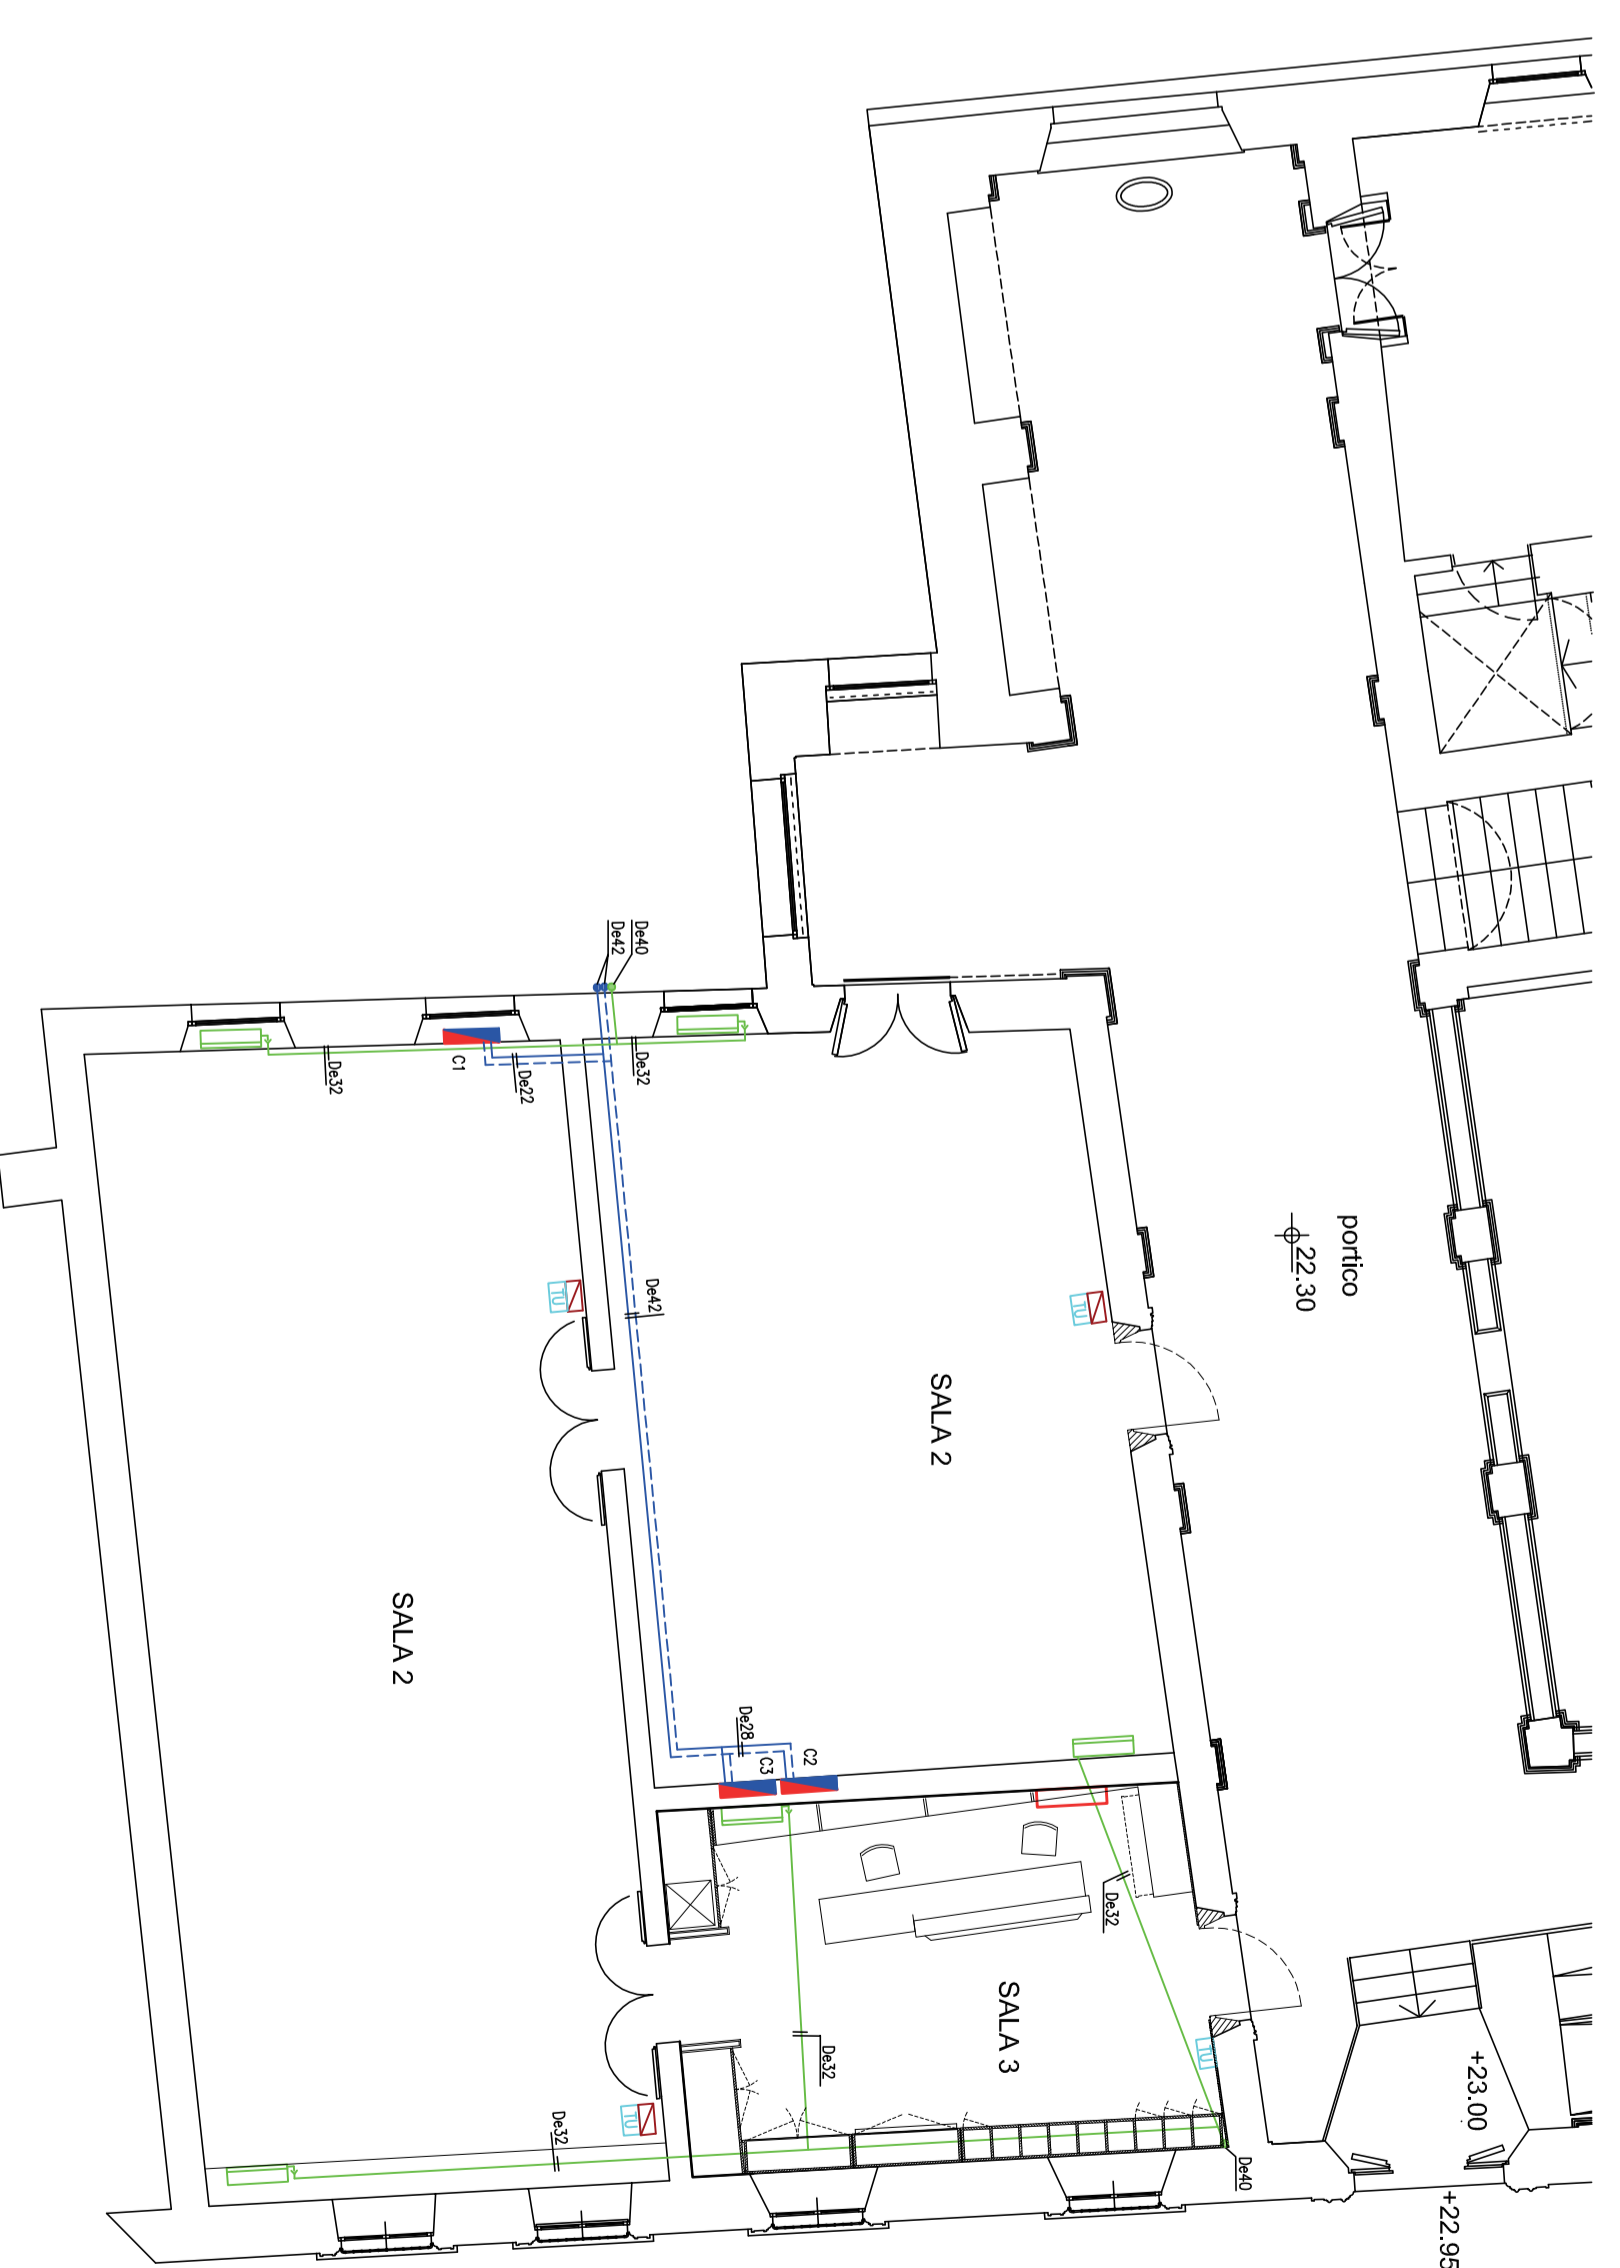 De40
De42
De32
De32
De22
C1
portico
22.30
De42
TU
TU
SALA 2
SALA 2
De28
C2
C3
De32
SALA 3
De32
TU
De32
TU
De40
+23.00
+22.95